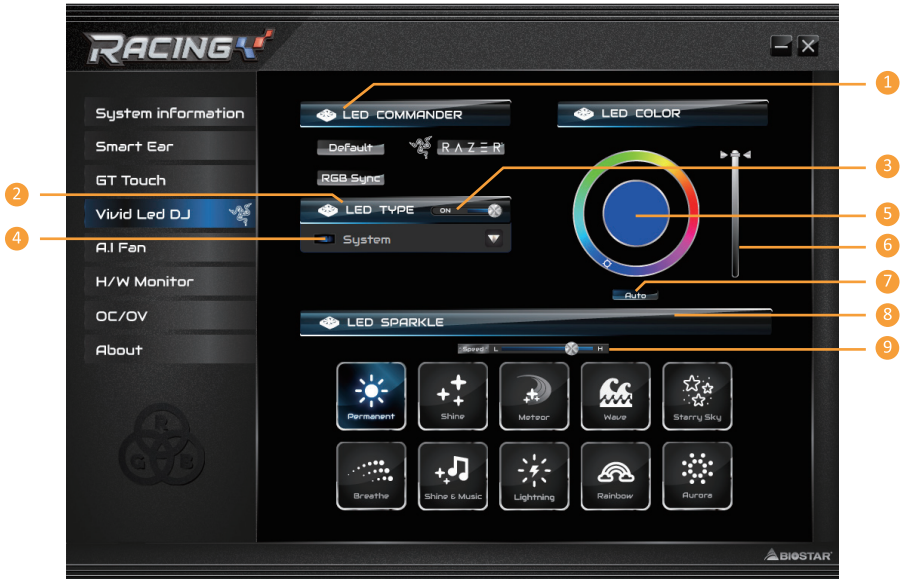 RACING
1
System information
LED COMMANDER
LED COLOR
Smart Ear
Default
RAZER
3
GT Touch
RGB Sync
2
Vivid Led DJ
LED TYPE
ON
5
4
System
6
A.I Fan
H/W Monitor
7
Auto
OC/OV
LED SPARKLE
8
About
Speed
L
H
9
Permanent
Shine
Meteor
Wave
Starry Sky
R
G
B
Breathe
Shine & Music
Lightning
Rainbow
Aurora
BIOSTAR